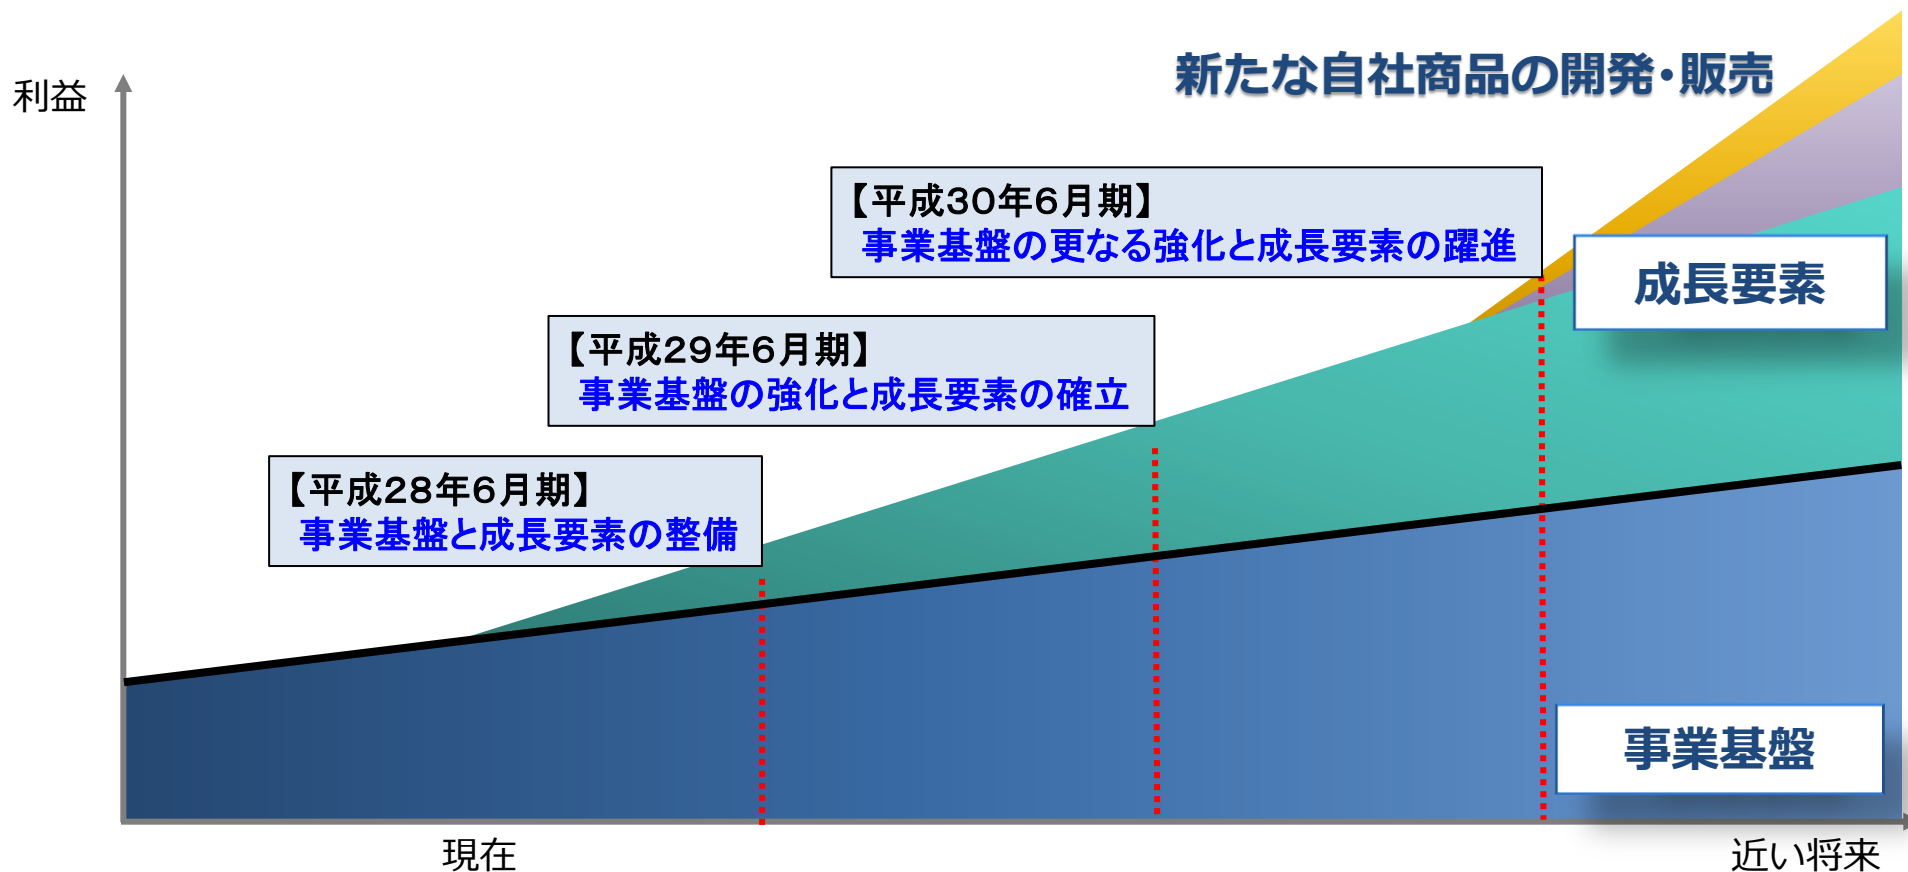 利益
新たな自社商品の開発・販売
【平成30年6月期】
事業基盤の更なる強化と成長要素の躍進
成長要素
【平成29年6月期】
事業基盤の強化と成長要素の確立
【平成28年6月期】
事業基盤と成長要素の整備
事業基盤
現在
近い将来